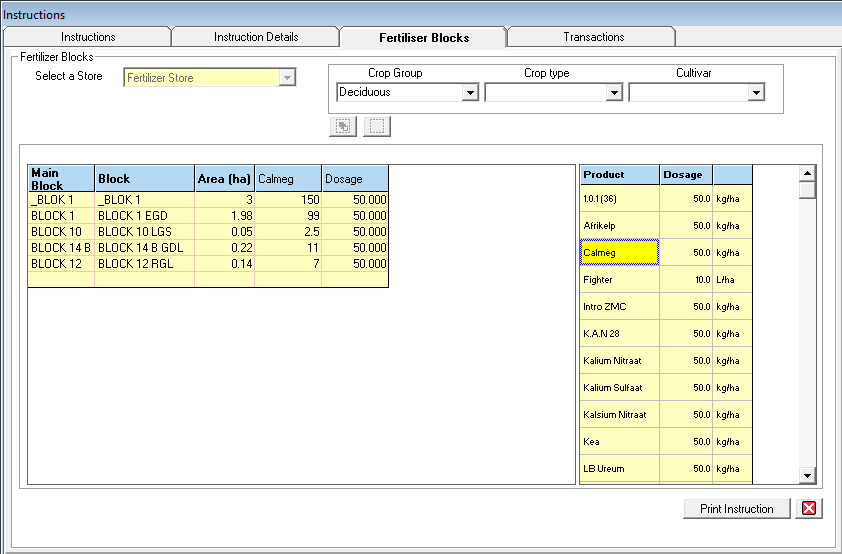 Instructions
Instructions Instruction Details Fertiliser Blocks Transactions
Fertilizer Blocks
Select a Store Fertilizer Store
Crop Group Crop type Cultivar
Deciduous
Main Block Block Area (ha) Calmeg Dosage
_BLOK 1 _BLOK 1 3 150 50.000
BLOCK 1 BLOCK 1 EGD 1.98 99 50.000
BLOCK 10 BLOCK 10 LGS 0.05 2.5 50.000
BLOCK 14 B BLOCK 14 B GDL 0.22 11 50.000
BLOCK 12 BLOCK 12 RGL 0.14 7 50.000
Product Dosage
1.0.1 (36) 50.0 kg/ha
Afrikelp 50.0 kg/ha
Calmeg 50.0 kg/ha
Fighter 10.0 L/ha
Intro ZMC 50.0 kg/ha
K.A.N 28 50.0 kg/ha
Kalium Nitraat 50.0 kg/ha
Kalium Sulfaat 50.0 kg/ha
Kalsium Nitraat 50.0 kg/ha
Kea 50.0 kg/ha
LB Ureum 50.0 kg/ha
Print Instruction